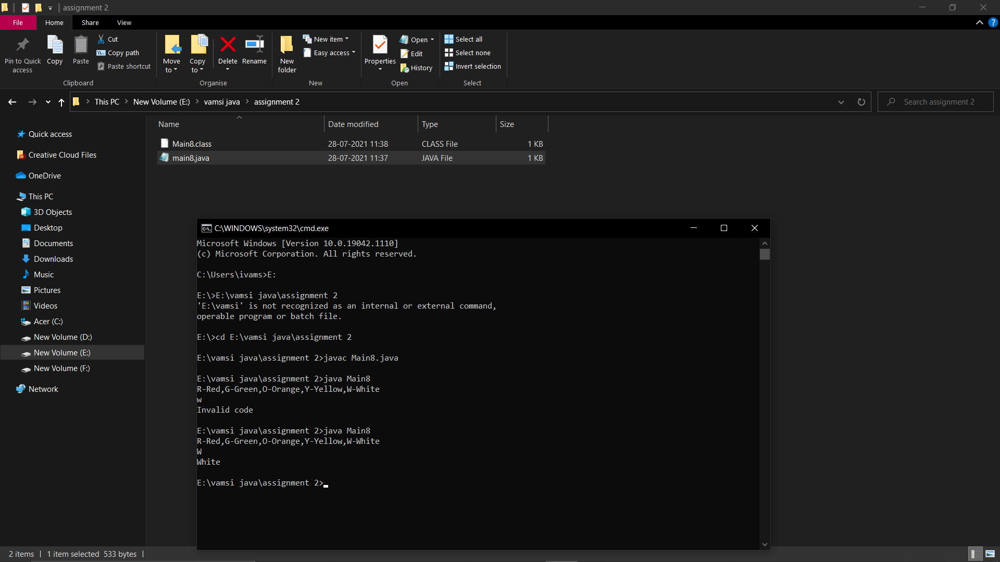 assignment 2
File
Home
Share
View
Pin to Quick access
Copy
Paste
Cut
Copy path
Paste shortcut
Clipboard
Move to
Copy to
Delete
Rename
Organise
New folder
New item
Easy access
New
Properties
Open
Edit
History
Open
Select all
Select none
Invert selection
Select
This PC > New Volume (E:) > vamsi java > assignment 2
Search assignment 2
Quick access
Creative Cloud Files
OneDrive
This PC
3D Objects
Desktop
Documents
Downloads
Music
Pictures
Videos
Acer (C:)
New Volume (D:)
New Volume (E:)
New Volume (F:)
Network
Name Date modified Type Size
Main8.class 28-07-2021 11:38 CLASS File 1 KB
main8.java 28-07-2021 11:37 JAVA File 1 KB
C:\WINDOWS\system32\cmd.exe
Microsoft Windows [Version 10.0.19042.1110]
(c) Microsoft Corporation. All rights reserved.
C:\Users\ivams>E:
E:\>E:\vamsi java\assignment 2
'E:\vamsi' is not recognized as an internal or external command,
operable program or batch file.
E:\>cd E:\vamsi java\assignment 2
E:\vamsi java\assignment 2>javac Main8.java
E:\vamsi java\assignment 2>java Main8
R-Red,G-Green,O-Orange,Y-Yellow,W-White
w
Invalid code
E:\vamsi java\assignment 2>java Main8
R-Red,G-Green,O-Orange,Y-Yellow,W-White
W
White
E:\vamsi java\assignment 2>
2 items 1 item selected 533 bytes